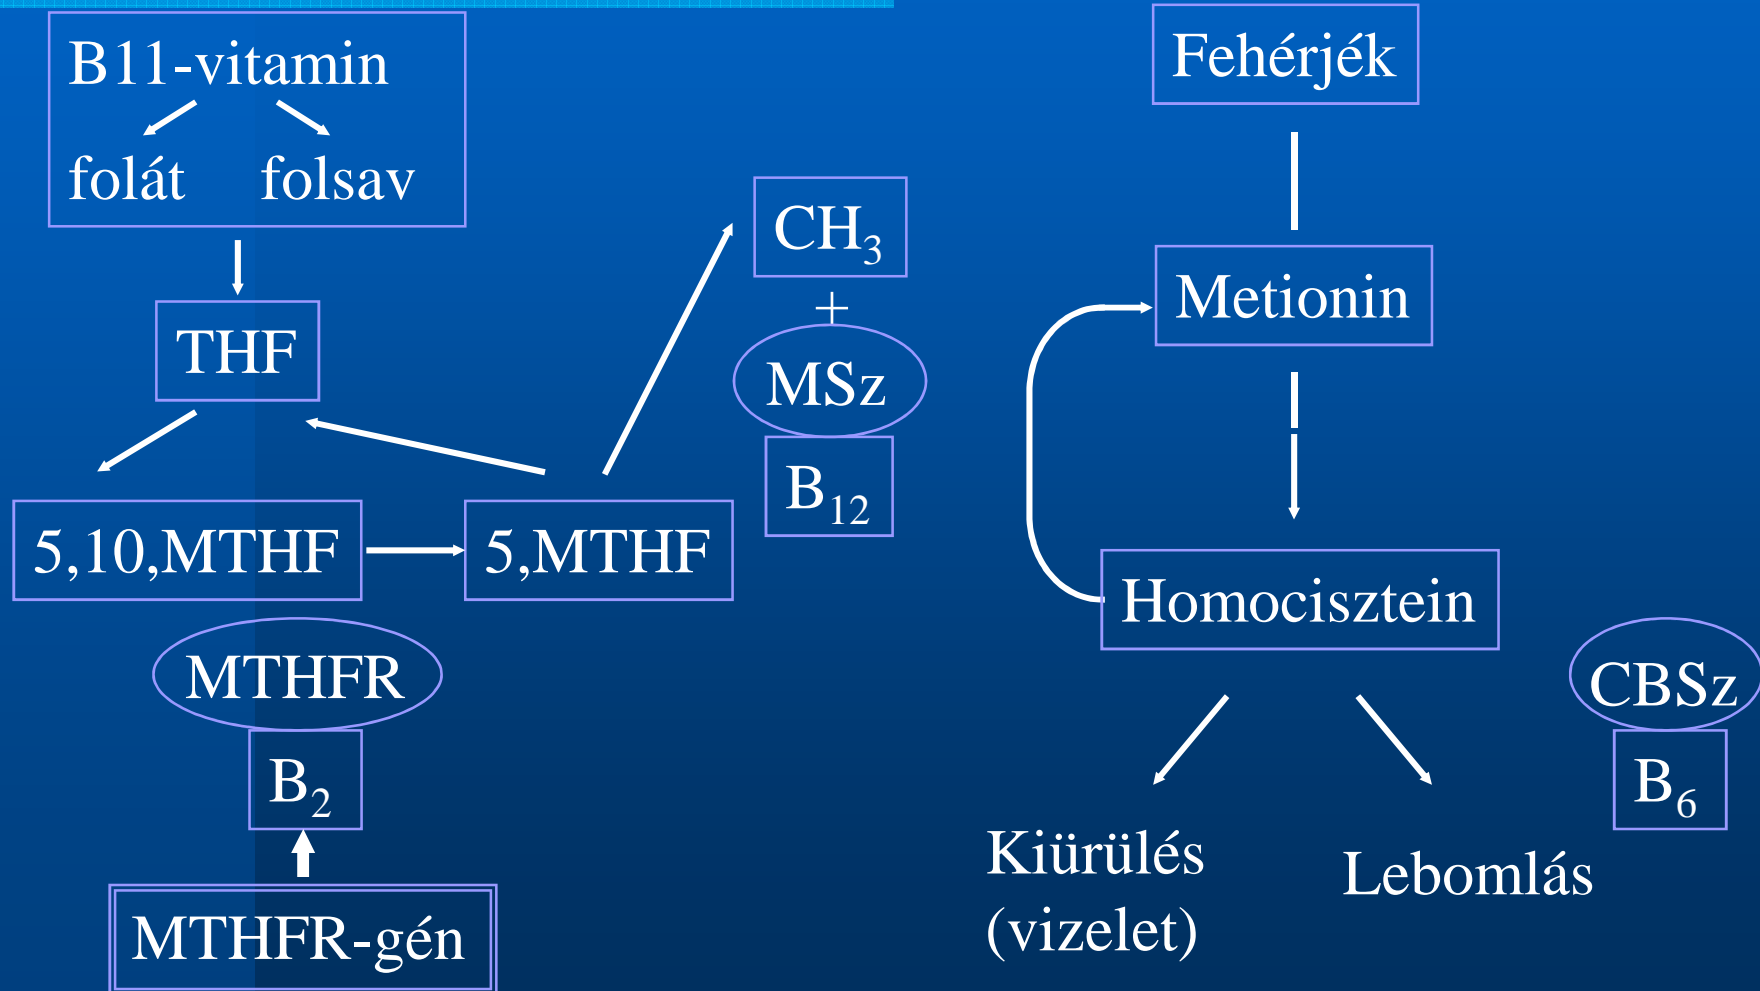 B11-vitamin
folát folsav
THF
5,10,MTHF
5,MTHF
MTHFR
B₂
MTHFR-gén
CH₃
+
MSz
B₁₂
Fehérjék
Metionin
Homocisztein
Kiürülés
(vizelet)
Lebomlás
CBSz
B₆